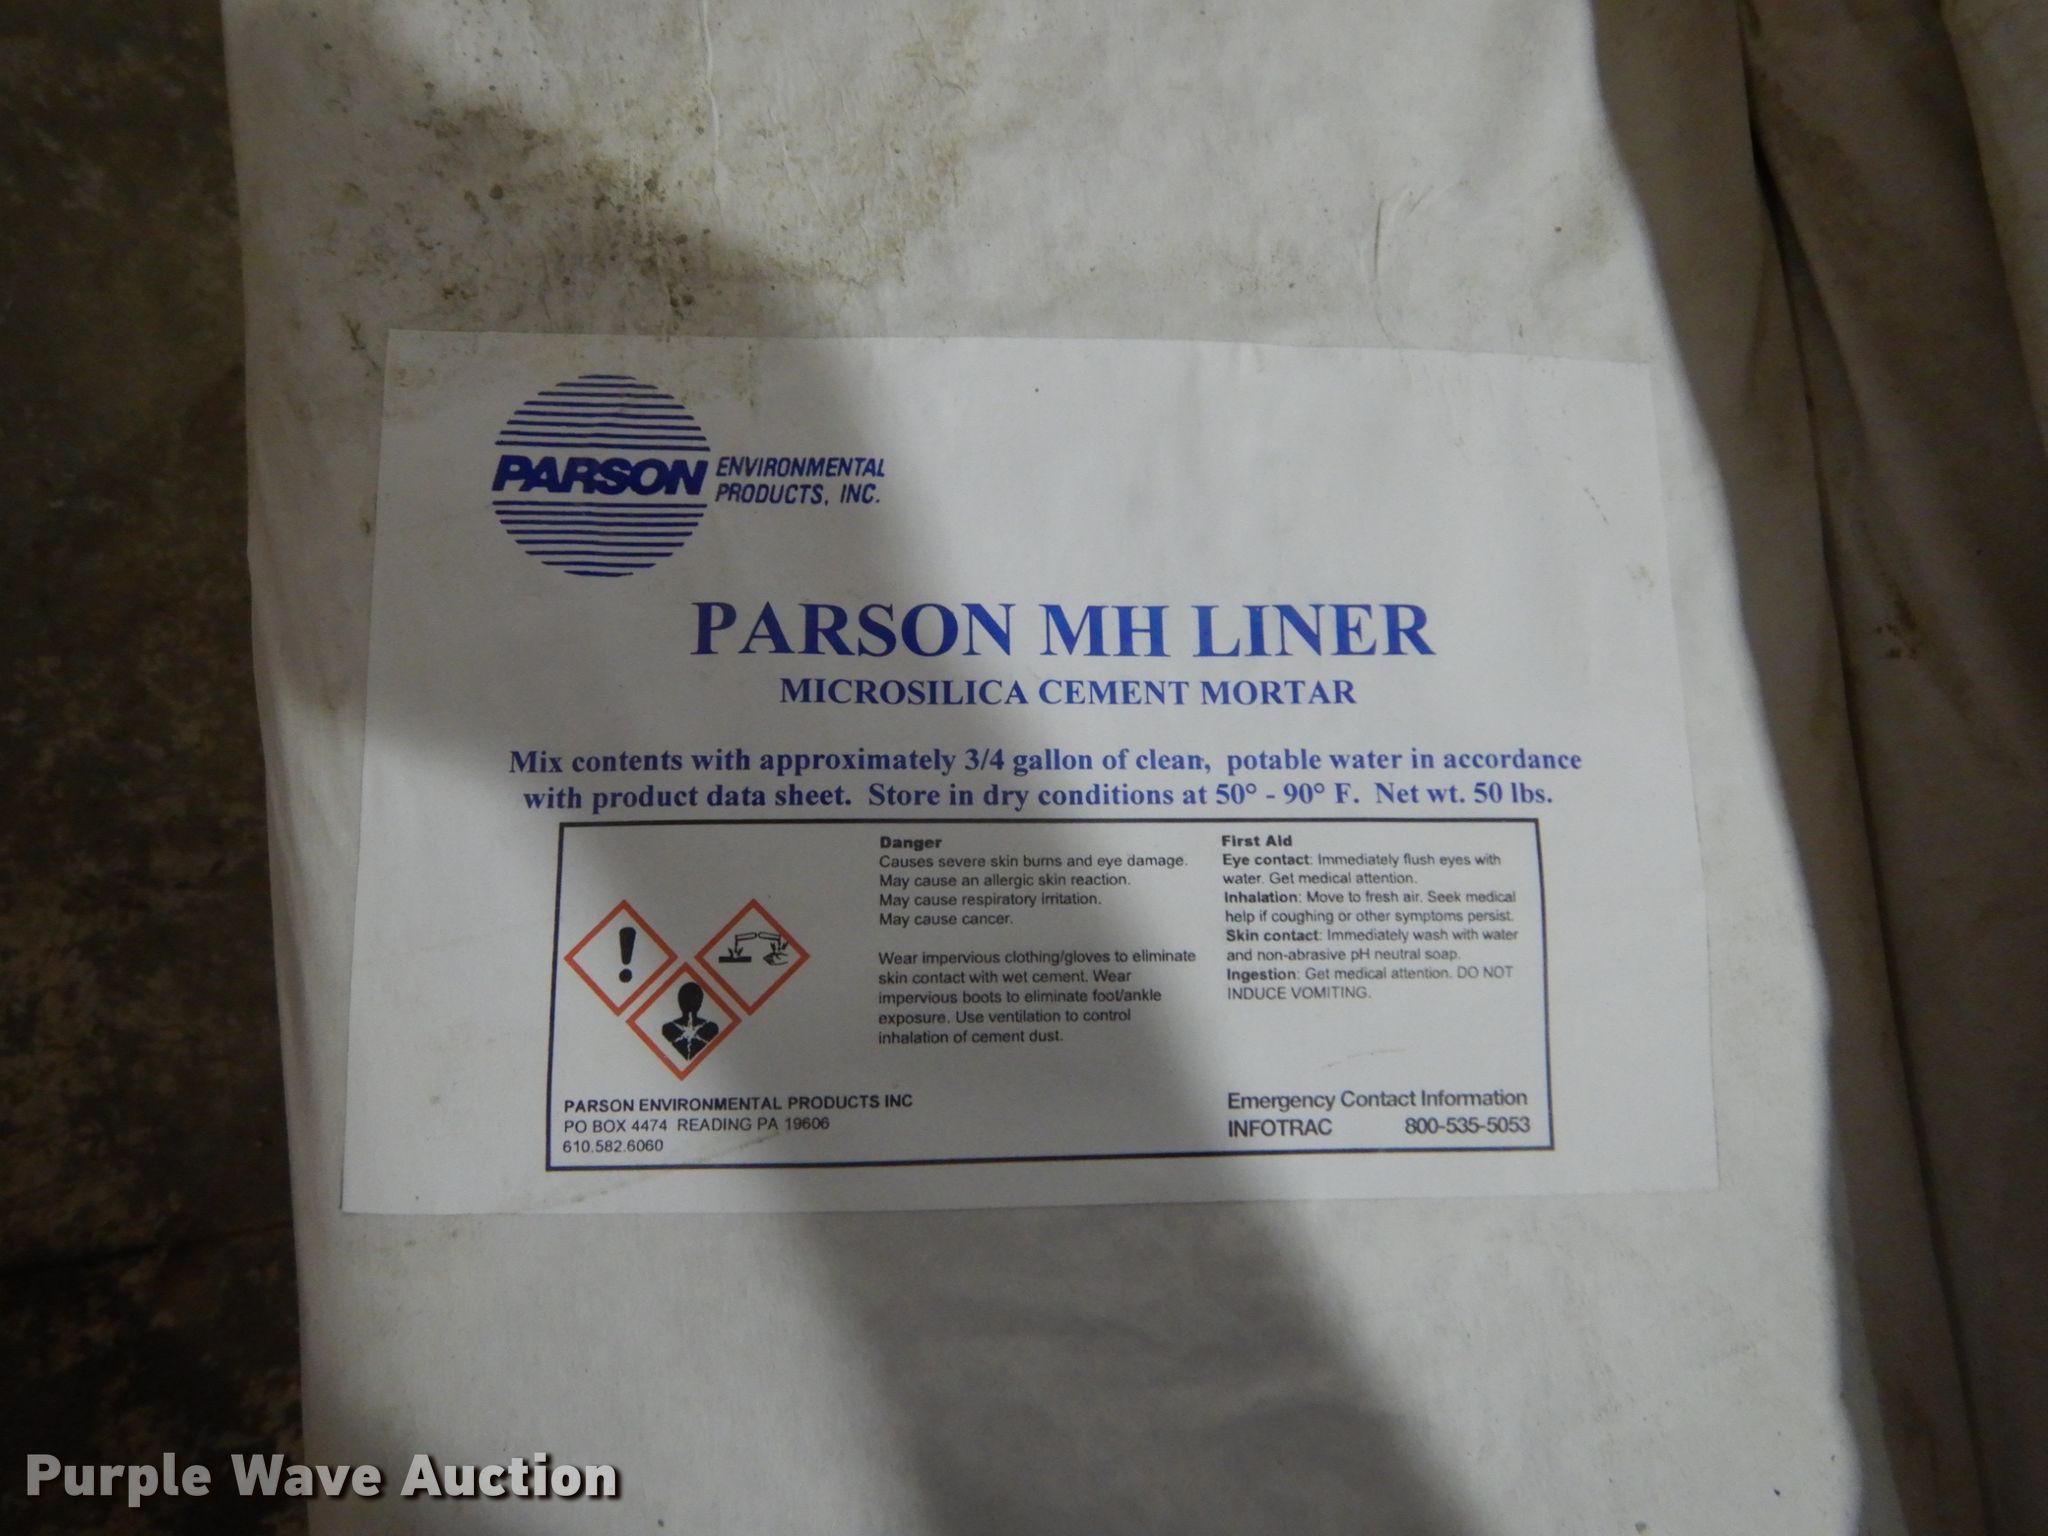 PARSON
ENVIRONMENTAL
PRODUCTS, INC.
PARSON MH LINER
MICROSILICA CEMENT MORTAR
Mix contents with approximately 3/4 gallon of clean, potable water in accordance
with product data sheet. Store in dry conditions at 50° - 90° F. Net wt. 50 lbs.
Danger
Causes severe skin burns and eye damage.
May cause an allergic skin reaction.
May cause respiratory irritation.
May cause cancer.
Wear impervious clothing/gloves to eliminate
skin contact with wet cement. Wear
impervious boots to eliminate foot/ankle
exposure. Use ventilation to control
inhalation of cement dust.
First Aid
Eye contact: Immediately flush eyes with
water. Get medical attention.
Inhalation: Move to fresh air. Seek medical
help if coughing or other symptoms persist.
Skin contact: Immediately wash with water
and non-abrasive pH neutral soap.
Ingestion: Get medical attention. DO NOT
INDUCE VOMITING.
PARSON ENVIRONMENTAL PRODUCTS INC
PO BOX 4474 READING PA 19606
610.582.6060
Emergency Contact Information
INFOTRAC 800-535-5053
Purple Wave Auction